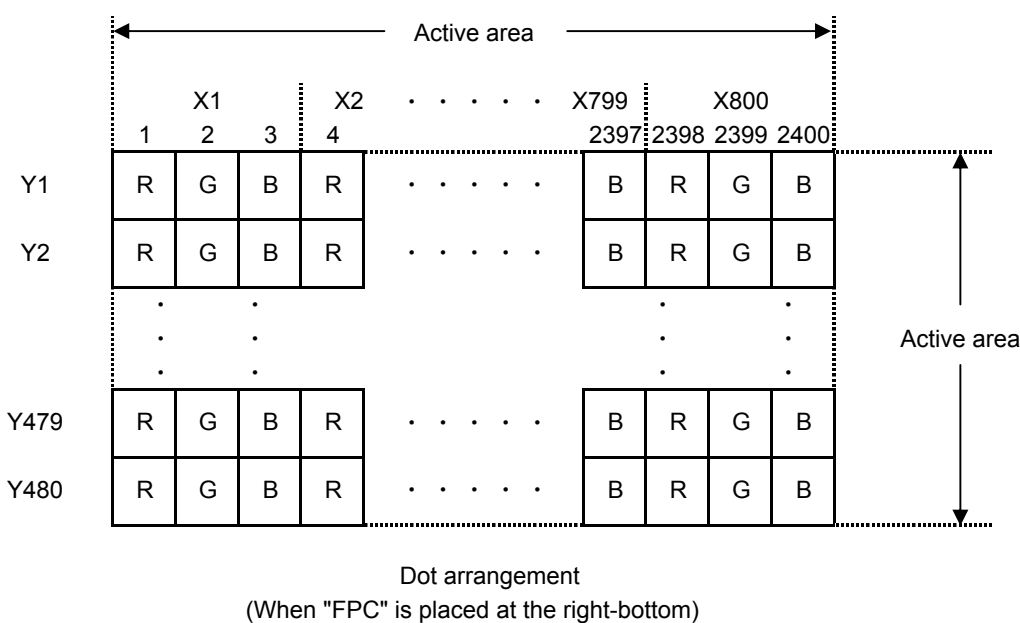 Active area
X1 X2 · · · · · X799 X800
1 2 3 4 2397 2398 2399 2400
Y1 R G B R · · · · · B R G B
Y2 R G B R · · · · · B R G B
Active area
Y479 R G B R · · · · · B R G B
Y480 R G B R · · · · · B R G B
Dot arrangement
(When "FPC" is placed at the right-bottom)